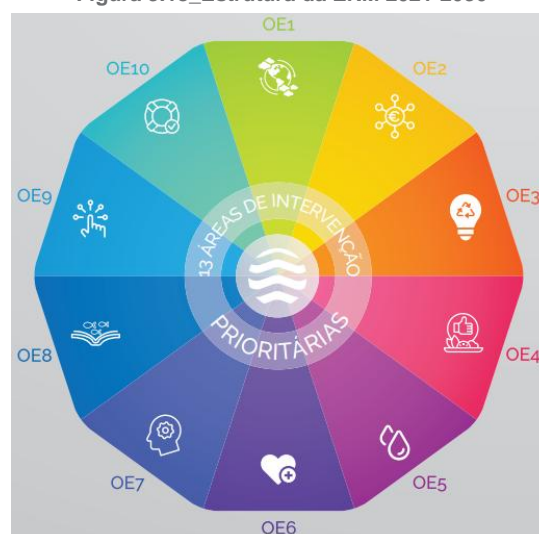 Figura 3.18_Estrutura da ENM 2021-2030
OE1
OE2
OE3
OE4
OE5
OE6
OE7
OE8
OE9
OE10
13 ÁREAS DE INTERVENÇÃO
PRIORITÁRIAS
€